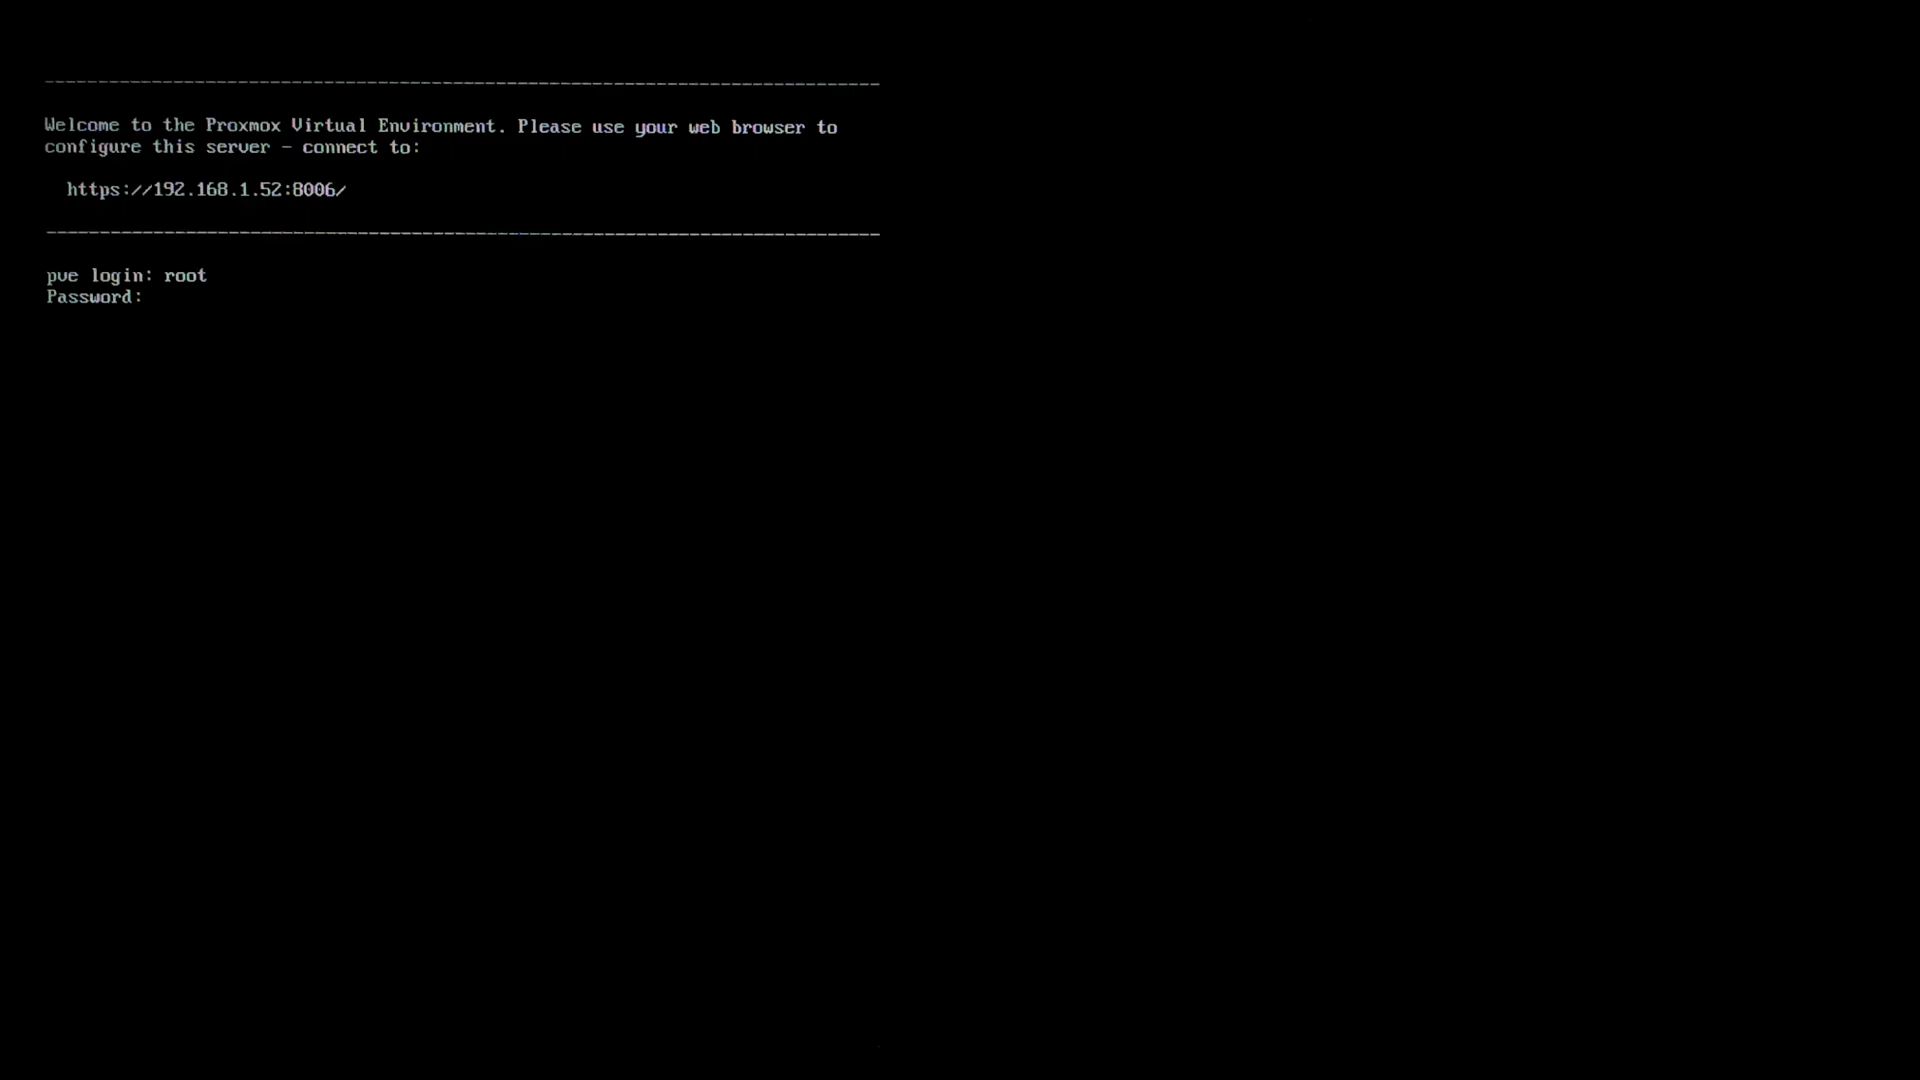 --------------------------------------------------------------------------------
Welcome to the Proxmox Virtual Environment. Please use your web browser to
configure this server - connect to:
https://192.168.1.52:8006/
--------------------------------------------------------------------------------
pve login: root
Password: